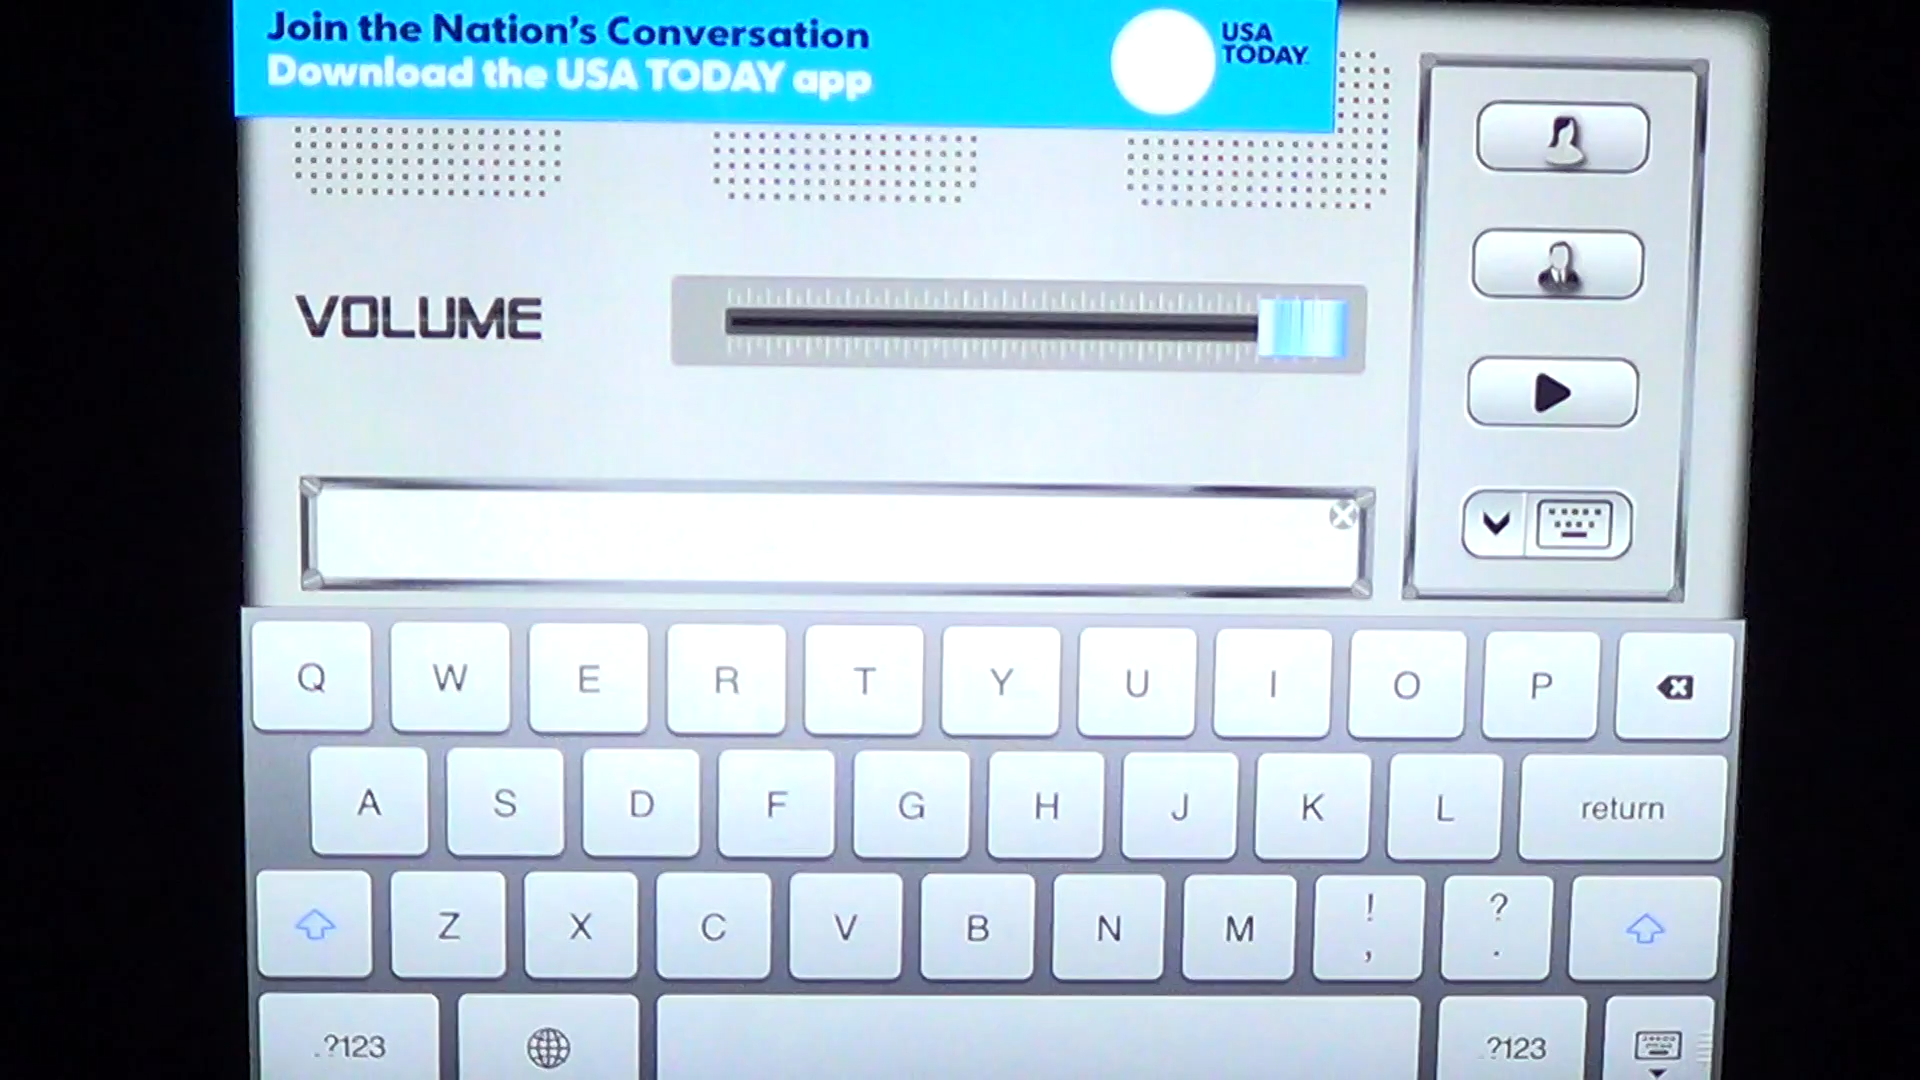 Join the Nation's Conversation
Download the USA TODAY app
USA
TODAY
VOLUME
Q W E R T Y U I O P
A S D F G H J K L return
Z X C V B N M ! , ? .
.?123 .?123